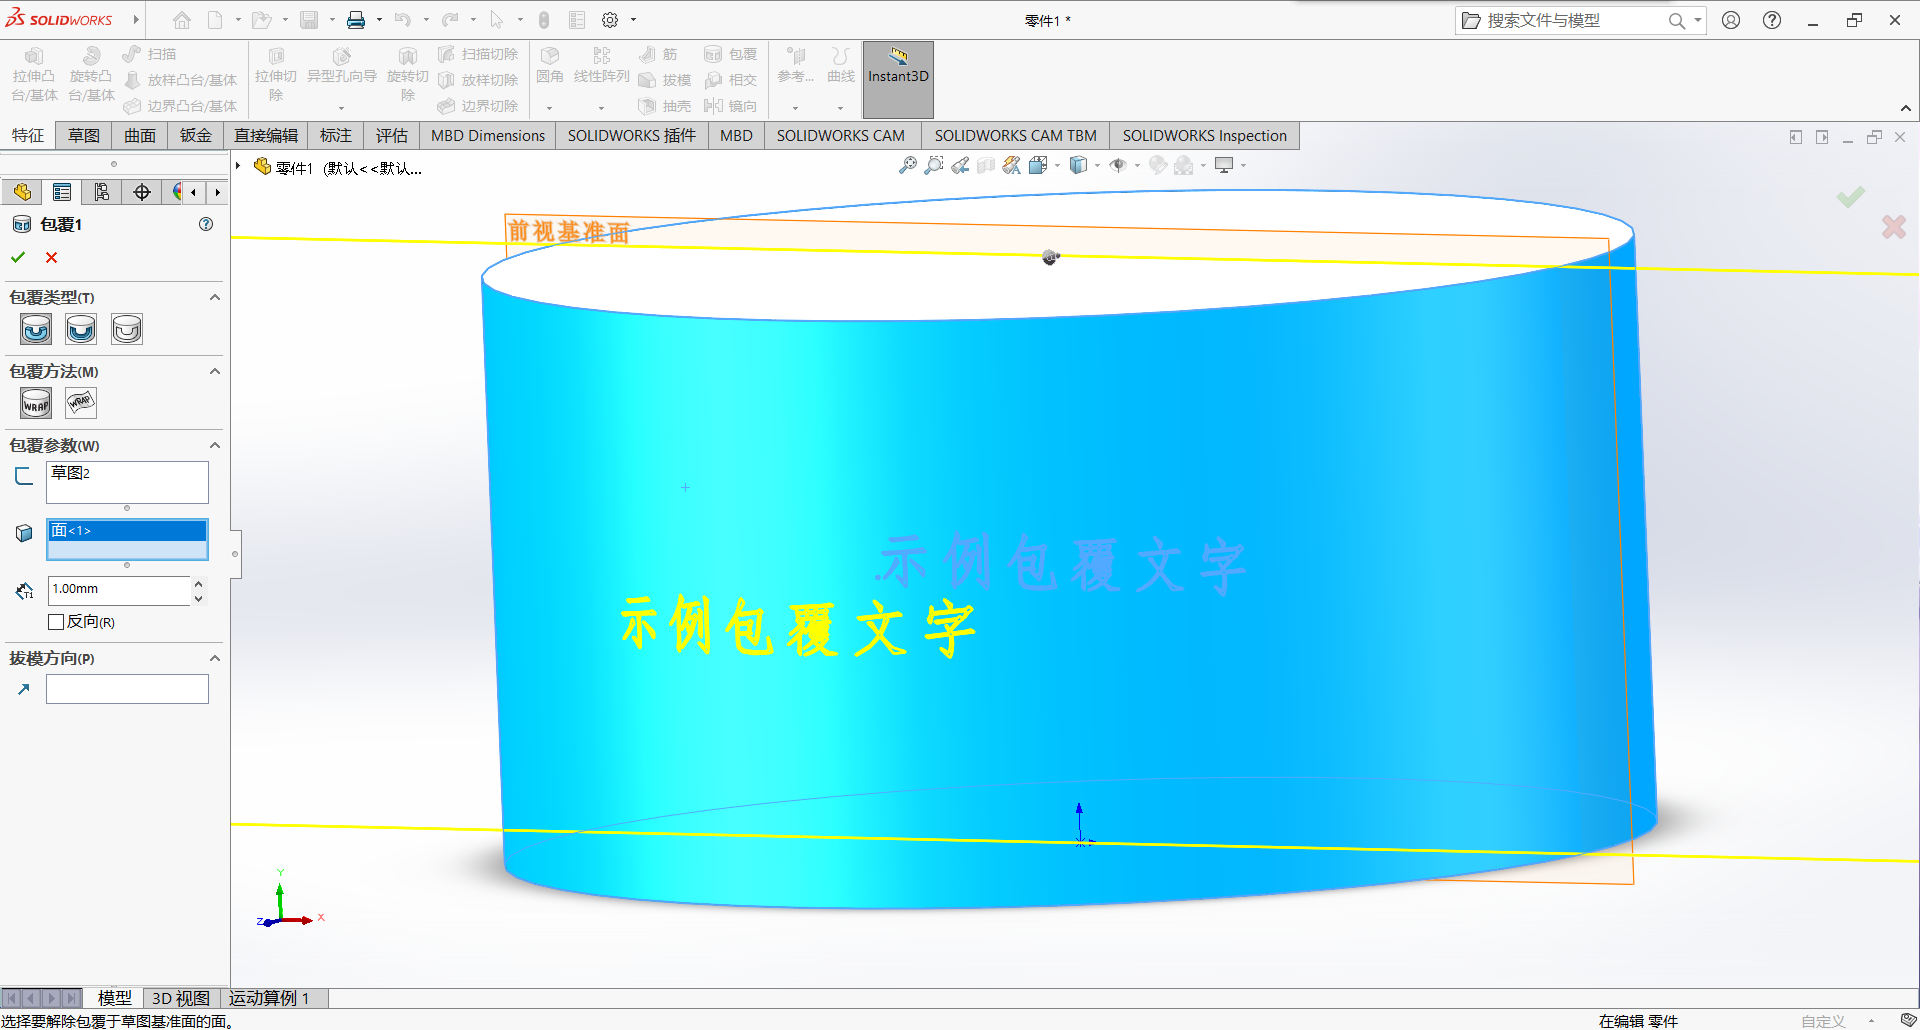 SOLIDWORKS
零件1 *
搜索文件与模型
拉伸凸台/基体
旋转凸台/基体
扫描
放样凸台/基体
边界凸台/基体
拉伸切除
异型孔向导
旋转切除
扫描切除
放样切除
边界切除
圆角
线性阵列
筋
拔模
抽壳
包覆
相交
镜向
参考...
曲线
Instant3D
特征
草图
曲面
钣金
直接编辑
标注
评估
MBD Dimensions
SOLIDWORKS 插件
MBD
SOLIDWORKS CAM
SOLIDWORKS CAM TBM
SOLIDWORKS Inspection
零件1 (默认<<默认...
包覆1
包覆类型(T)
包覆方法(M)
WRAP
WRAP
包覆参数(W)
草图2
面<1>
1.00mm
反向(R)
拔模方向(P)
前视基准面
示例包覆文字
示例包覆文字
Y
X
Z
模型
3D 视图
运动算例 1
选择要解除包覆于草图基准面的面。
在编辑 零件
自定义